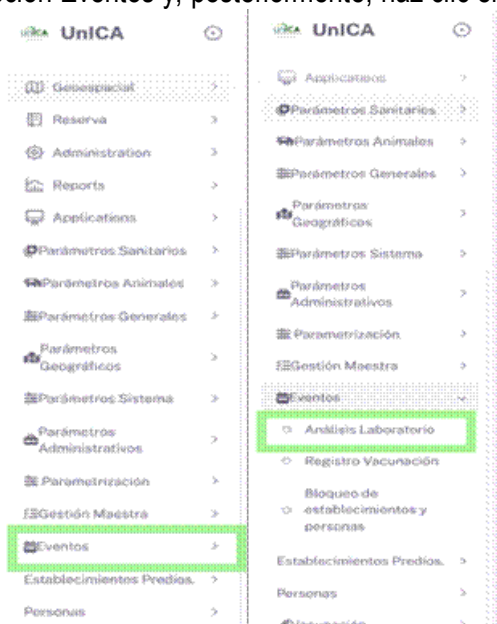 ción Eventos y, posteriormente, haz clic e
UnICA
Geoespacial
Reserva
Administration
Reports
Applications
Parámetros Sanitarios
Parámetros Animales
Parámetros Generales
Parámetros
Geográficos
Parámetros Sistema
Parámetros
Administrativos
Parametrización
Gestión Maestra
Eventos
Establecimientos Predios.
Personas
UnICA
Applications
Parámetros Sanitarios
Parámetros Animales
Parámetros Generales
Parámetros
Geográficos
Parámetros Sistema
Parámetros
Administrativos
Parametrización
Gestión Maestra
Eventos
Análisis Laboratorio
Registro Vacunación
Bloqueo de
establecimientos y
personas
Establecimientos Predios.
Personas